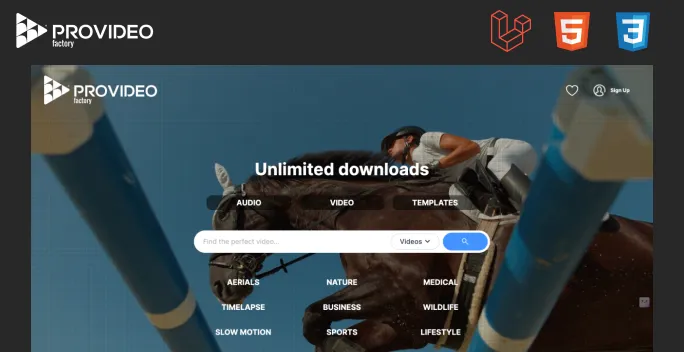 PROVIDEO
factory
5
3
PROVIDEO
factory
Sign Up
Unlimited downloads
AUDIO VIDEO TEMPLATES
Find the perfect video... Videos
AERIALS NATURE MEDICAL
TIMELAPSE BUSINESS WILDLIFE
SLOW MOTION SPORTS LIFESTYLE